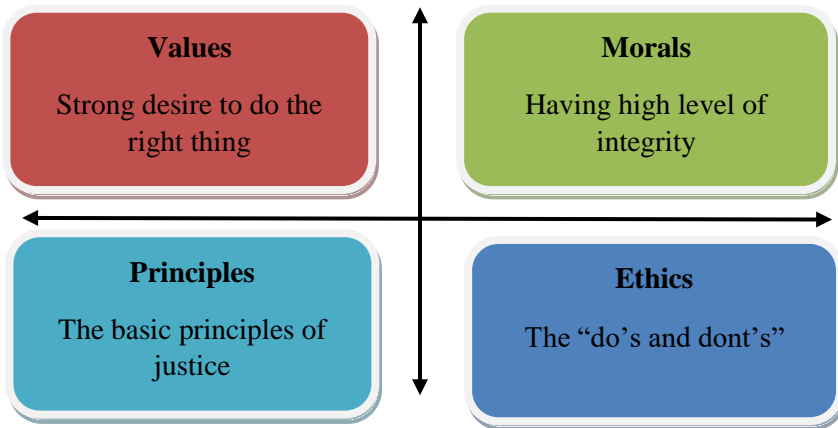 Values
Strong desire to do the
right thing
Morals
Having high level of
integrity
Principles
The basic principles of
justice
Ethics
The “do’s and dont’s”